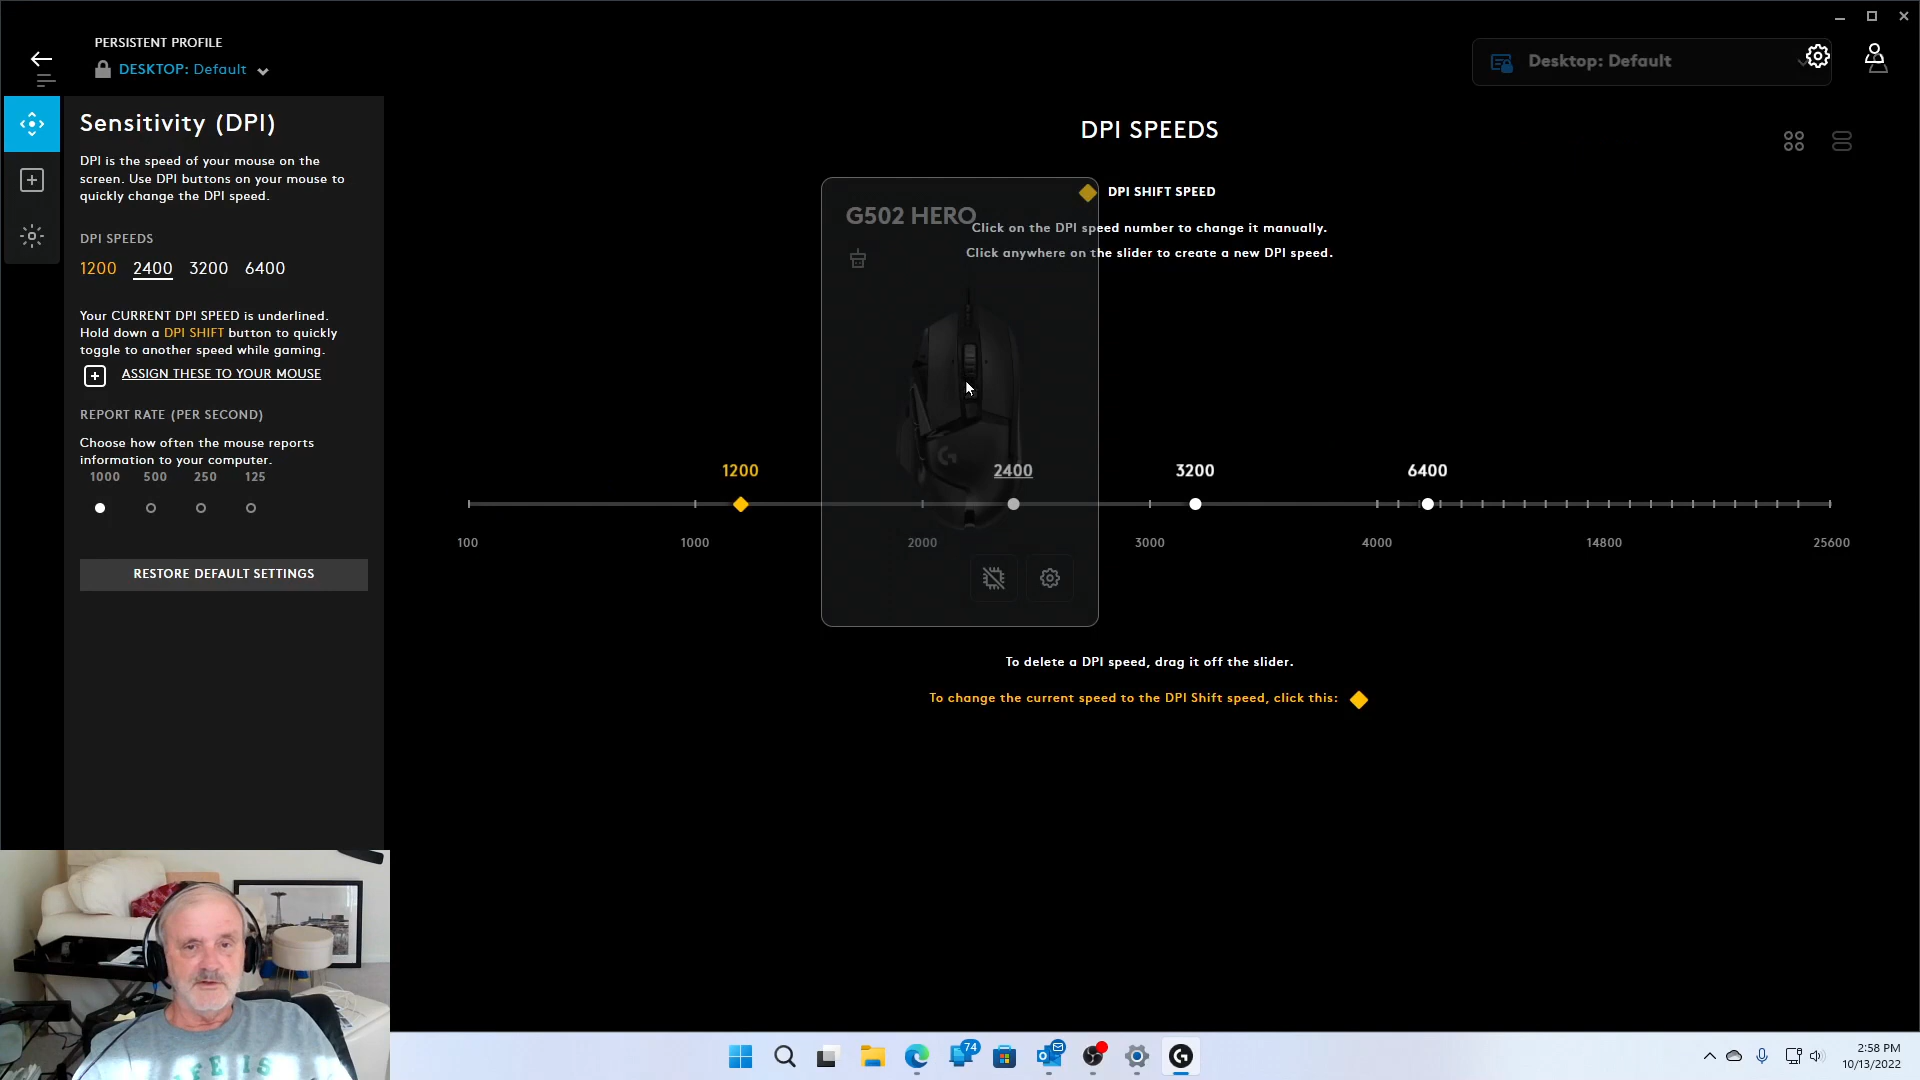 PERSISTENT PROFILE
DESKTOP: Default
Desktop: Default
Sensitivity (DPI)
DPI is the speed of your mouse on the
screen. Use DPI buttons on your mouse to
quickly change the DPI speed.
DPI SPEEDS
1200 2400 3200 6400
Your CURRENT DPI SPEED is underlined.
Hold down a DPI SHIFT button to quickly
toggle to another speed while gaming.
ASSIGN THESE TO YOUR MOUSE
REPORT RATE (PER SECOND)
Choose how often the mouse reports
information to your computer.
1000 500 250 125
RESTORE DEFAULT SETTINGS
DPI SPEEDS
DPI SHIFT SPEED
G502 HERO
Click on the DPI speed number to change it manually.
Click anywhere on the slider to create a new DPI speed.
1200 2400 3200 6400
100 1000 2000 3000 4000 14800 25600
To delete a DPI speed, drag it off the slider.
To change the current speed to the DPI Shift speed, click this:
LIFE IS
74
2:58 PM
10/13/2022